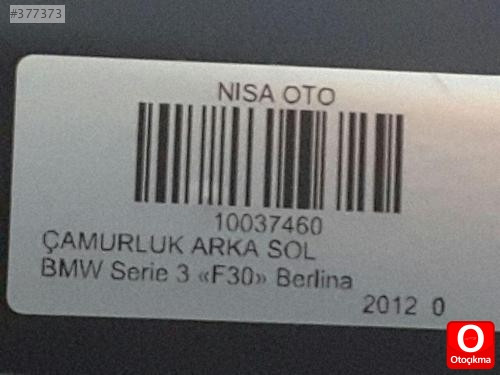 #377373
NISA OTO
10037460
ÇAMURLUK ARKA SOL
BMW Serie 3 «F30» Berlina
2012 0
O
Otoçıkma